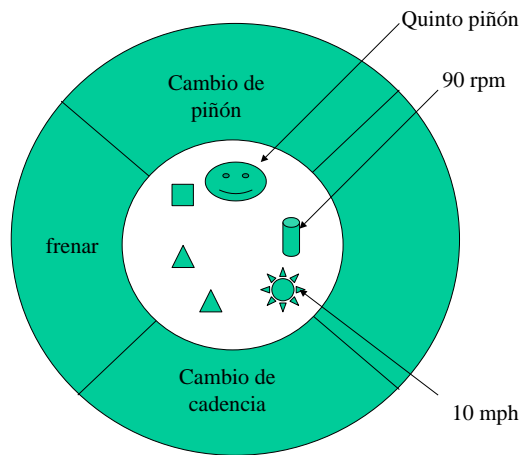 Quinto piñón
Cambio de
piñón
90 rpm
frenar
Cambio de
cadencia
10 mph